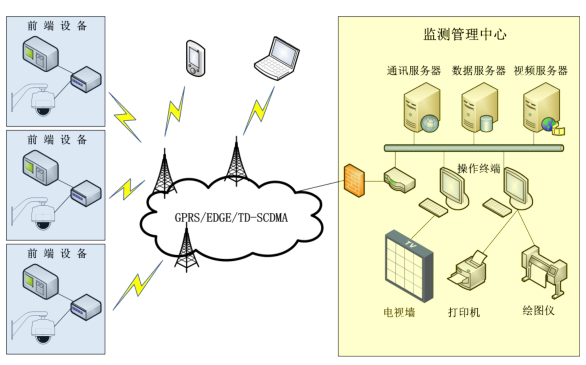 前端设备
前端设备
前端设备
GPRS/EDGE/TD-SCDMA
监测管理中心
通讯服务器 数据服务器 视频服务器
操作终端
TV
电视墙 打印机 绘图仪